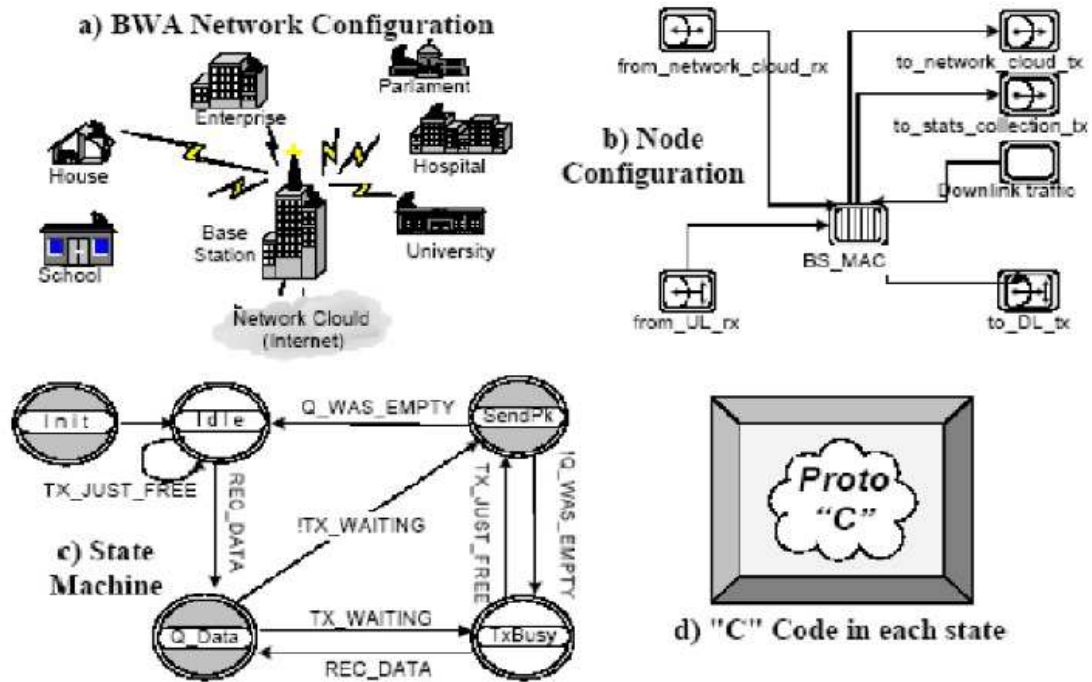 a) BWA Network Configuration
Enterprise
Parlament
House
Hospital
School
Base
Station
University
Network Clould
(Internet)
from_network_cloud_rx
to_network_cloud_tx
to_stats_collection_tx
b) Node
Configuration
Downlink traffic
BS_MAC
from_UL_rx
to_DL_tx
Init
Idle
Q_WAS_EMPTY
SendPk
TX_JUST_FREE
REC_DATA
!TX_WAITING
TX_JUST_FREE
!Q_WAS_EMPTY
c) State
Machine
Q_Data
TX_WAITING
TxBusy
REC_DATA
Proto
"C"
d) "C" Code in each state